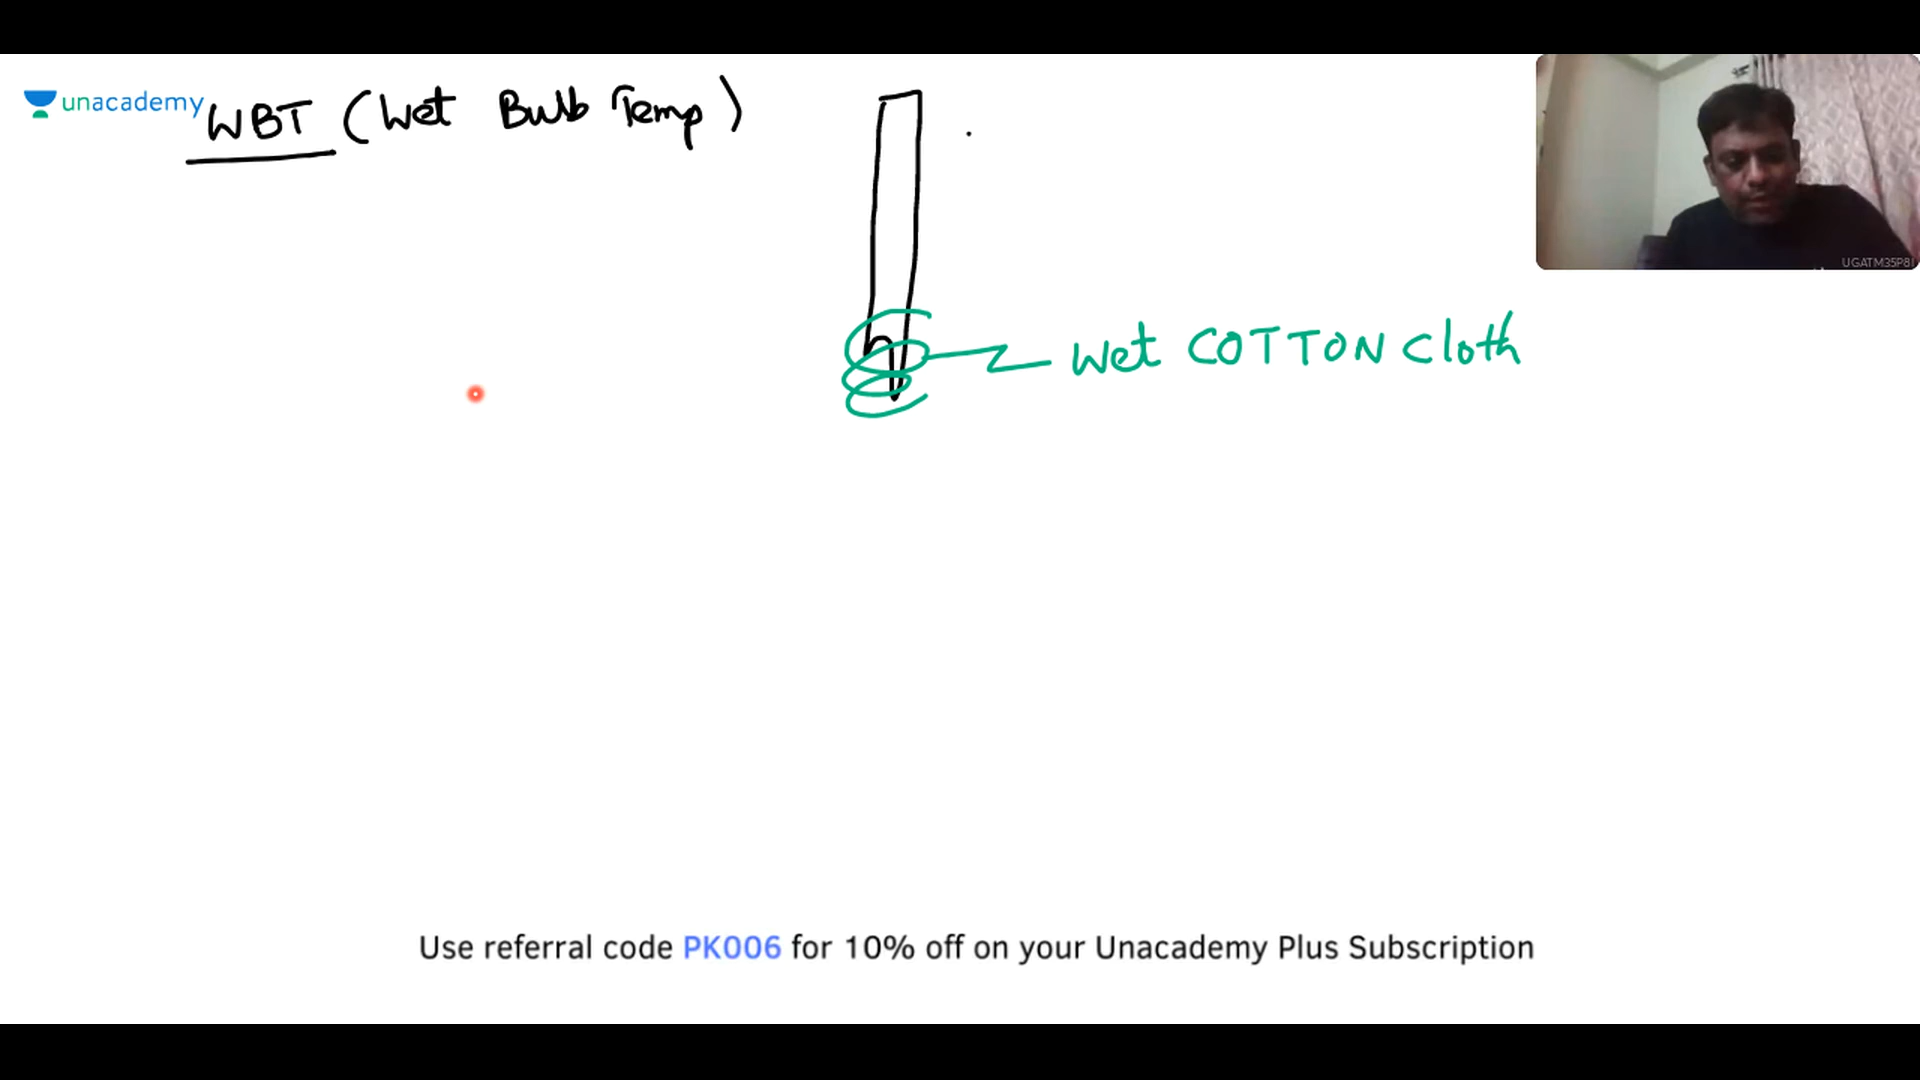 unacademy
WBT (Wet Bulb Temp)
UGATM35P8I
Wet COTTON Cloth
Use referral code PK006 for 10% off on your Unacademy Plus Subscription